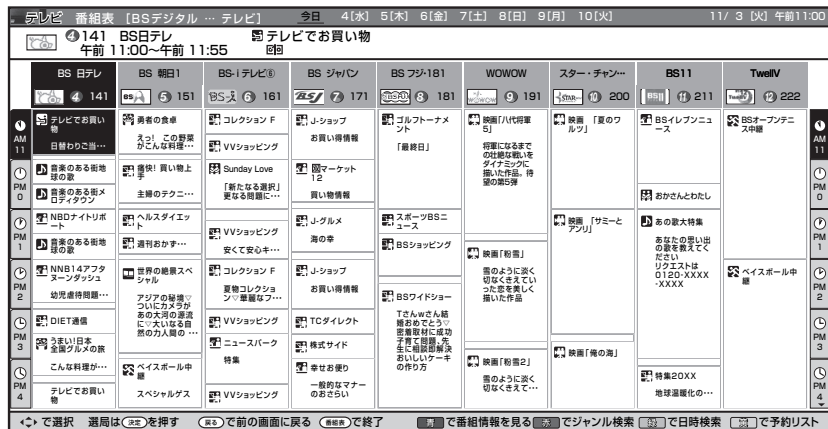 テレビ 番組表 [BSデジタル … テレビ] 今日 4[水] 5[木] 6[金] 7[土] 8[日] 9[月] 10[火] 11/ 3 [火] 午前11:00
④141 BS日テレ テレビでお買い物
午前 11:00~午前 11:55
BS 日テレ BS 朝日1 BS-i テレビ⑥ BS ジャパン BS フジ・181 WOWOW スター・チャン… BS11 TwellV
④ 141 ⑤ 151 ⑥ 161 ⑦ 171 ⑧ 181 ⑨ 191 ⑩ 200 ⑪ 211 ⑫ 222
AM 11
PM 0
PM 1
PM 2
PM 3
PM 4
テレビでお買い
物
日替わりご当…
音楽のある街地
球の歌
音楽のある街メ
ロディタウン
NBDナイトリポ
ート
音楽のある街地
球の歌
NNB14アフタ
ヌーンダッシュ
幼児虐待問題…
DIET通信
うまい!日本
全国グルメの旅
こんな料理が…
テレビでお買い
物
勇者の食卓
えっ! この野菜
がこんな料理…
痛快! 買い物上
手
主婦のテクニ…
ヘルスダイエッ
ト
週刊おかず…
世界の絶景スペ
シャル
アジアの秘境▽
ついにカメラが
あの大河の源流
に▽大いなる自
然の力人間の …
ベイスボール中
継
スペシャルゲス
コレクション F
VVショッピング
Sunday Love
「新たなる選択」
更なる問題に…
VVショッピング
安くて安心キ…
コレクション F
夏物コレクショ
ン▽華麗なフ…
VVショッピング
ニュースパーク
特集
VVショッピング
J-ショップ
お買い得情報
マーケット
12
買い物情報
J-グルメ
海の幸
J-ショップ
お買い得情報
TCダイレクト
株式サイド
幸せお便り
一般的なマナー
のおさらい
ゴルフトーナメ
ント
「最終日」
スポーツBSニ
ュース
BSショッピング
BSワイドショー
Tさんwさん結
婚おめでとう▽
密着取材に成功
子育て問題、先
生に相談即解決
おいしいケーキ
の作り方
映画「八代将軍
5」
将軍になるまで
の壮絶な戦いを
ダイナミックに
描いた作品。待
望の第5弾
映画「粉雪」
雪のように淡く
切なくきえてい
った恋を美しく
描いた作品
映画「粉雪2」
雪のように淡く
切なくきえて…
映画 「夏のワ
ルツ」
映画 「サミーと
アンリ」
映画「俺の海」
BSイレブンニュ
ース
おかさんとわたし
あの歌大特集
あなたの思い出
の歌を教えてく
ださい
リクエストは
0120-XXXX
-XXXX
特集20XX
地球温暖化の…
BSオープンテニ
ス中継
ベイスボール中
継
で選択 選局は 決定 を押す 戻る で前の画面に戻る 番組表 で終了 青 で番組情報を見る 赤 でジャンル検索 緑 で日時検索 黄 で予約リスト